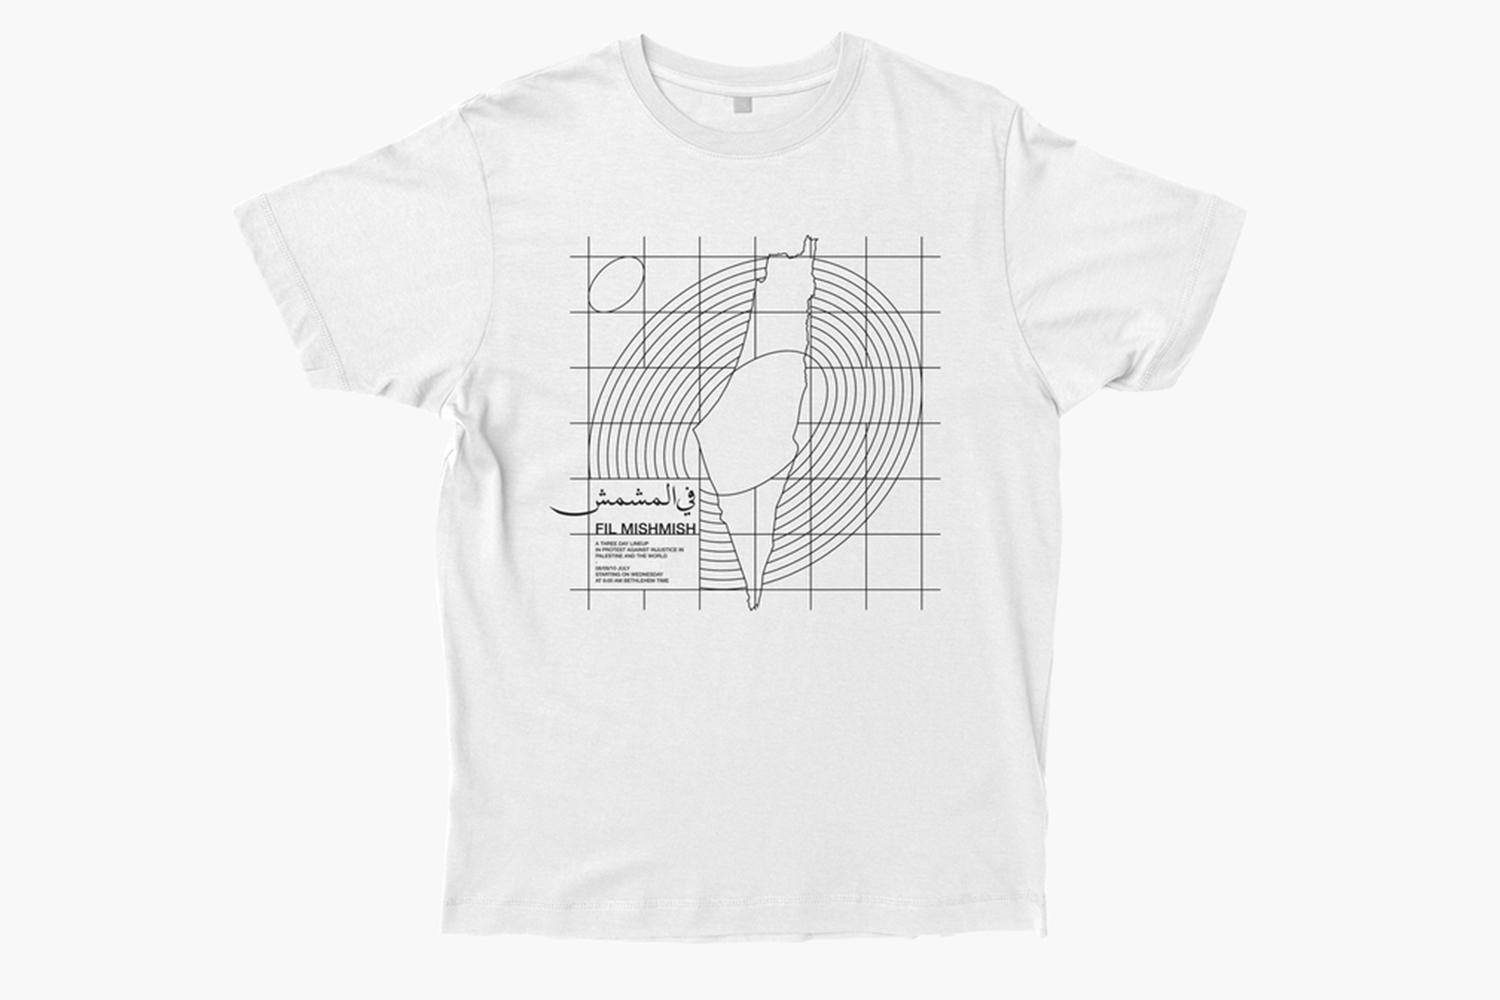 في المشمش
FIL MISHMISH
A THREE DAY LINEUP
IN PROTEST AGAINST INJUSTICE IN
PALESTINE AND THE WORLD
-
08/09/10 JULY
STARTING ON WEDNESDAY
AT 9:00 AM BETHLEHEM TIME